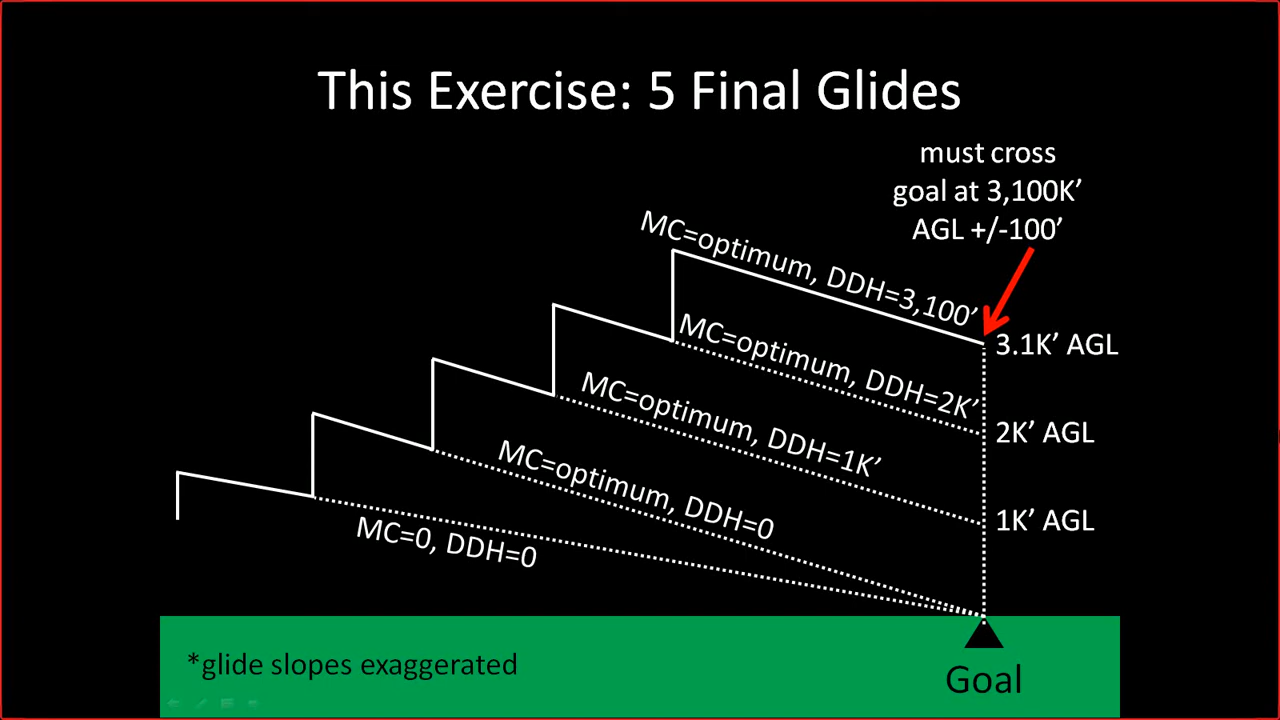 This Exercise: 5 Final Glides
must cross
goal at 3,100K’
AGL +/-100’
MC=optimum, DDH=3,100’
3.1K’ AGL
MC=optimum, DDH=2K’
2K’ AGL
MC=optimum, DDH=1K’
1K’ AGL
MC=optimum, DDH=0
MC=0, DDH=0
*glide slopes exaggerated
Goal